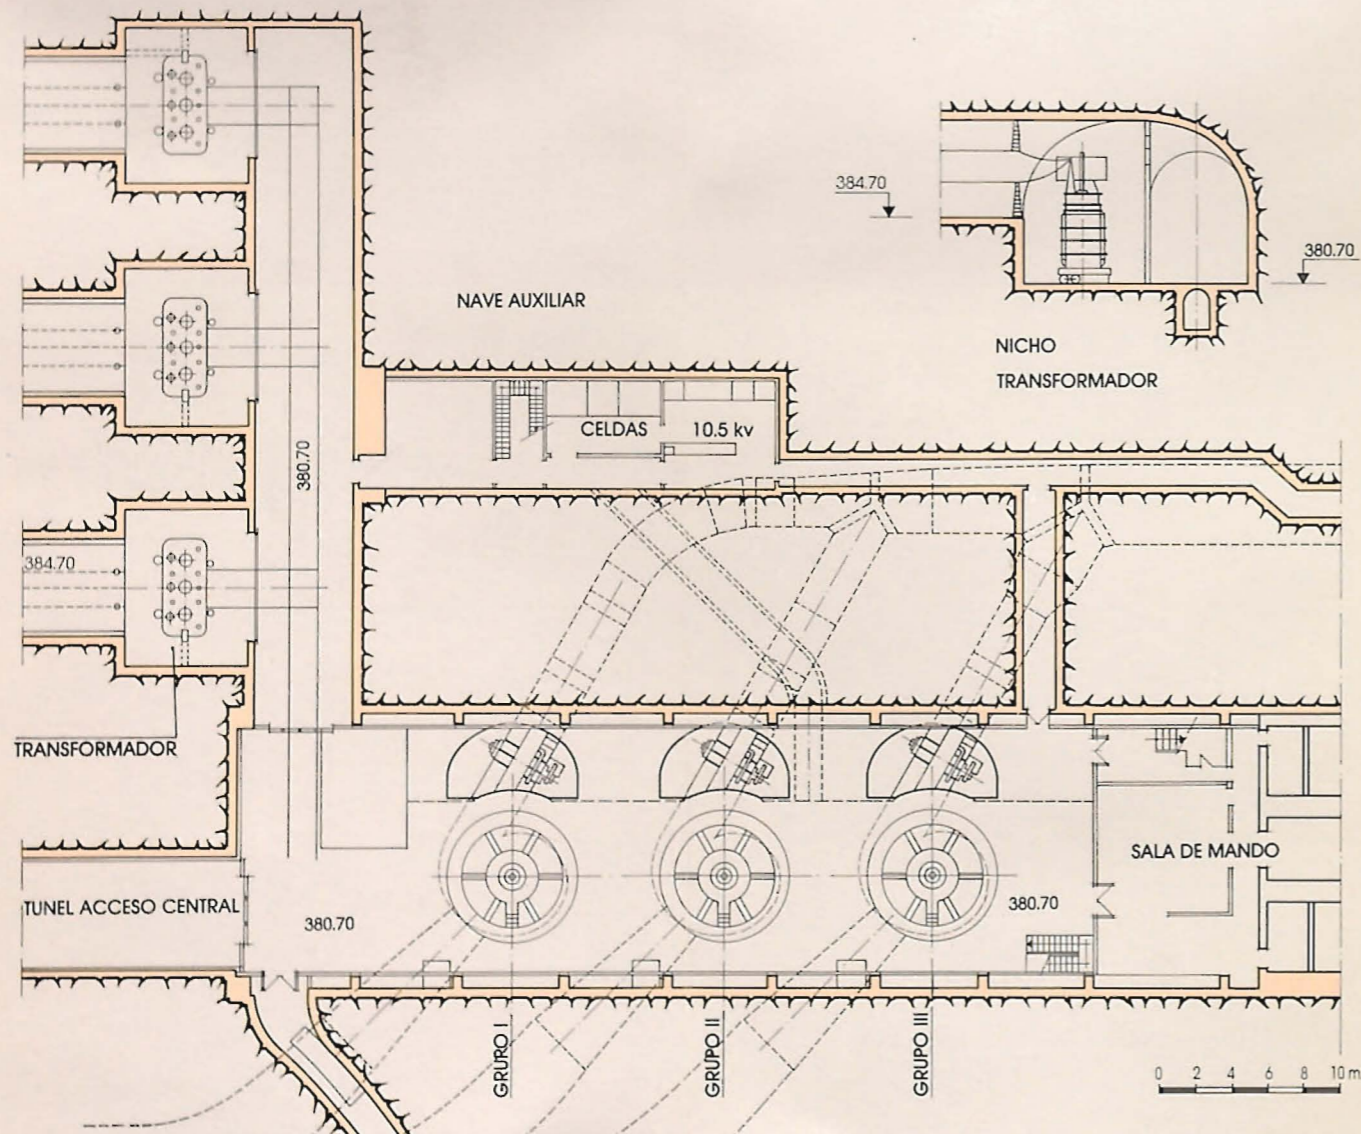 384.70
380.70
NAVE AUXILIAR
NICHO
TRANSFORMADOR
CELDAS 10.5 kv
380.70
384.70
TRANSFORMADOR
SALA DE MANDO
TUNEL ACCESO CENTRAL
380.70
380.70
GRURO I
GRUPO II
GRUPO III
0 2 4 6 8 10 m